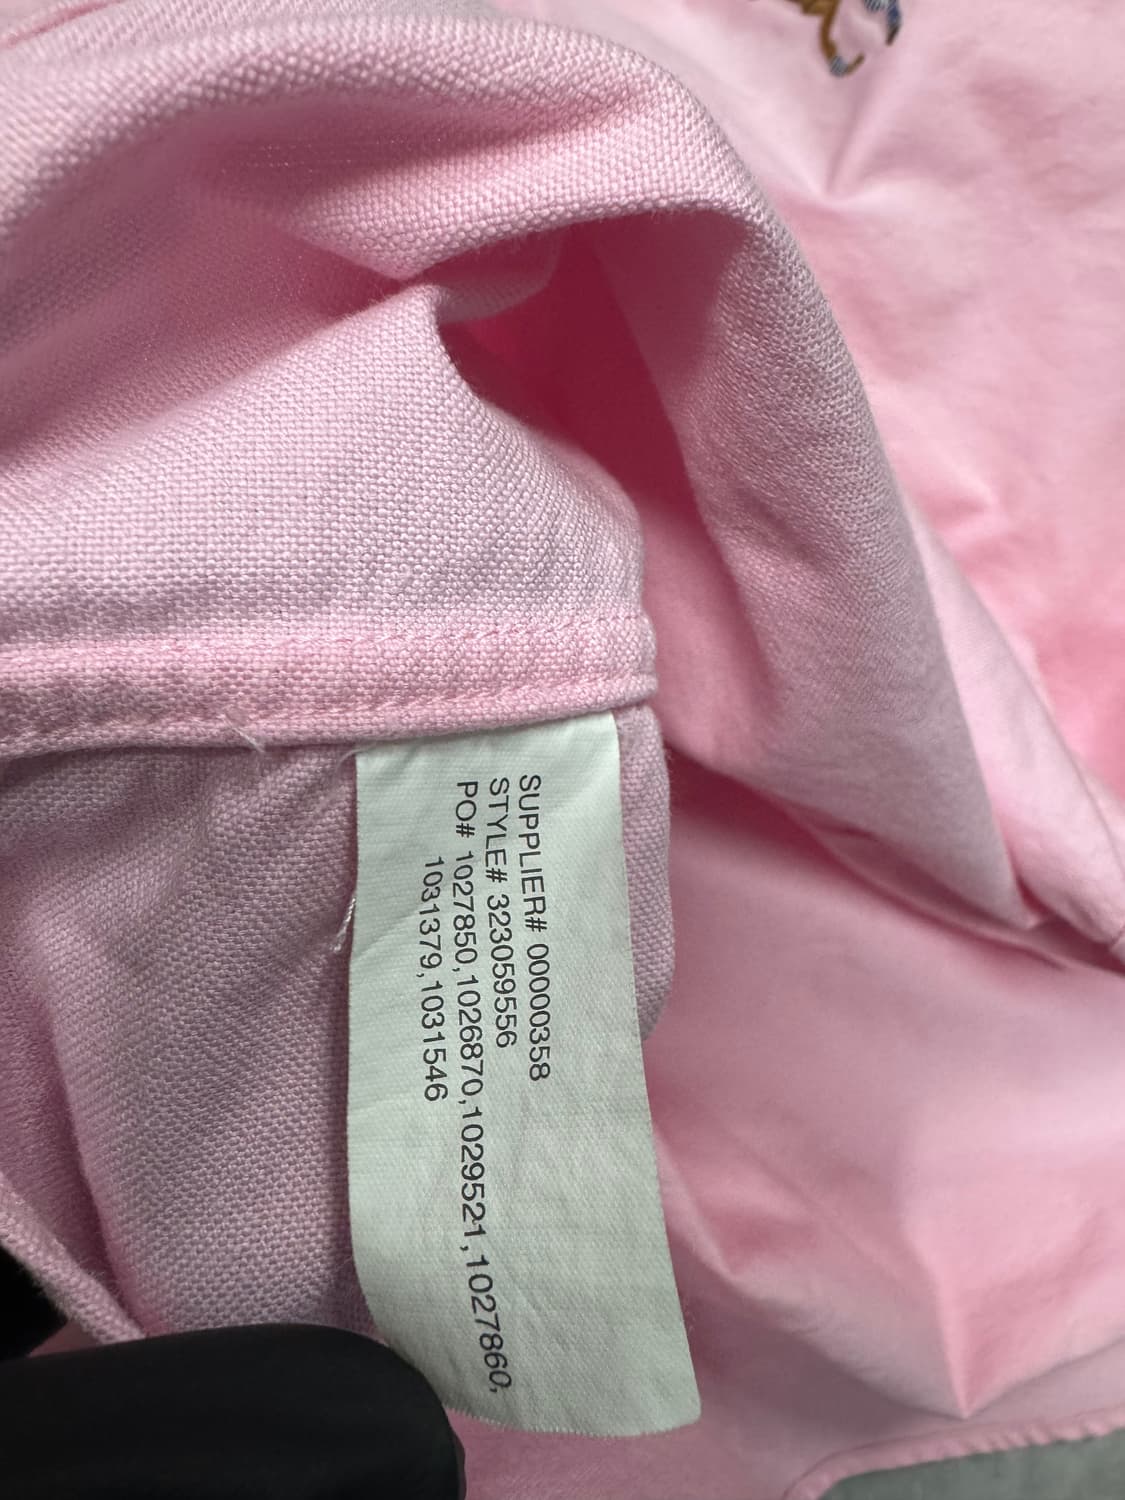 SUPPLIER# 00000358
STYLE# 323059556
PO# 1027850,1026870,1029521,1027860,
1031379,1031546